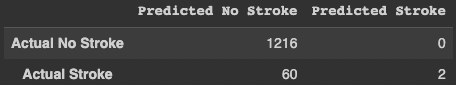 Predicted No Stroke Predicted Stroke
Actual No Stroke 1216 0
Actual Stroke 60 2